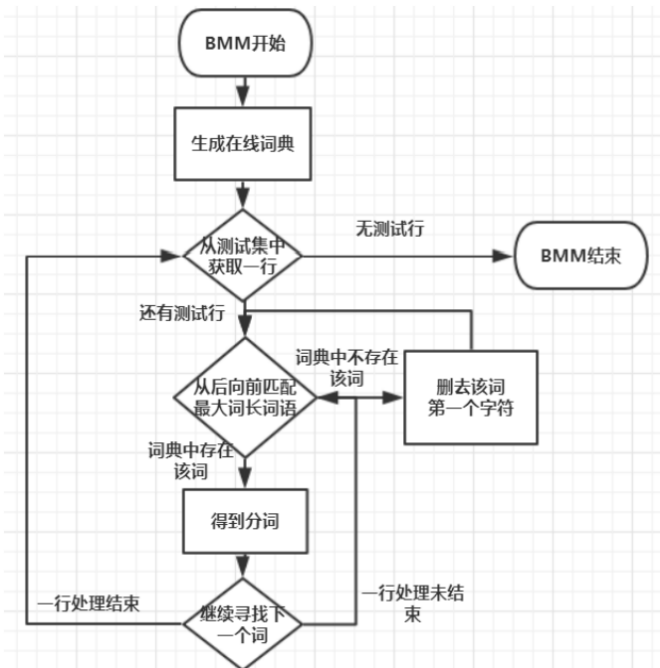 BMM开始
生成在线词典
从测试集中
获取一行
无测试行
BMM结束
还有测试行
从后向前匹配
最大词长词语
词典中不存在
该词
删去该词
第一个字符
词典中存在
该词
得到分词
继续寻找下
一个词
一行处理结束
一行处理未结
束